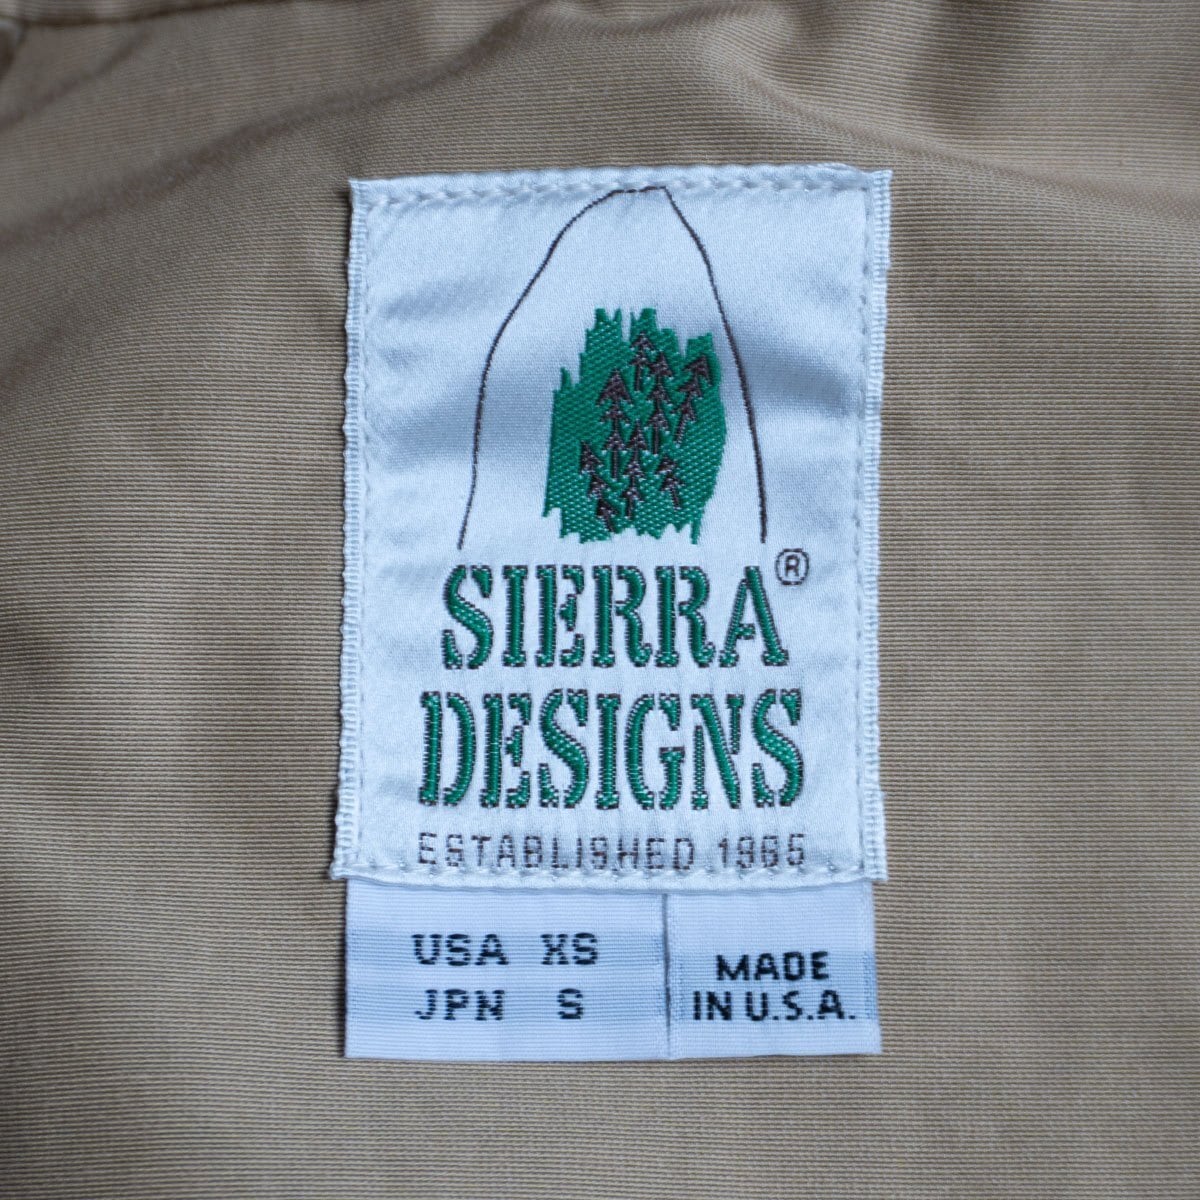 SIERRA®
DESIGNS
ESTABLISHED 1965
USA XS
JPN S
MADE
IN U.S.A.